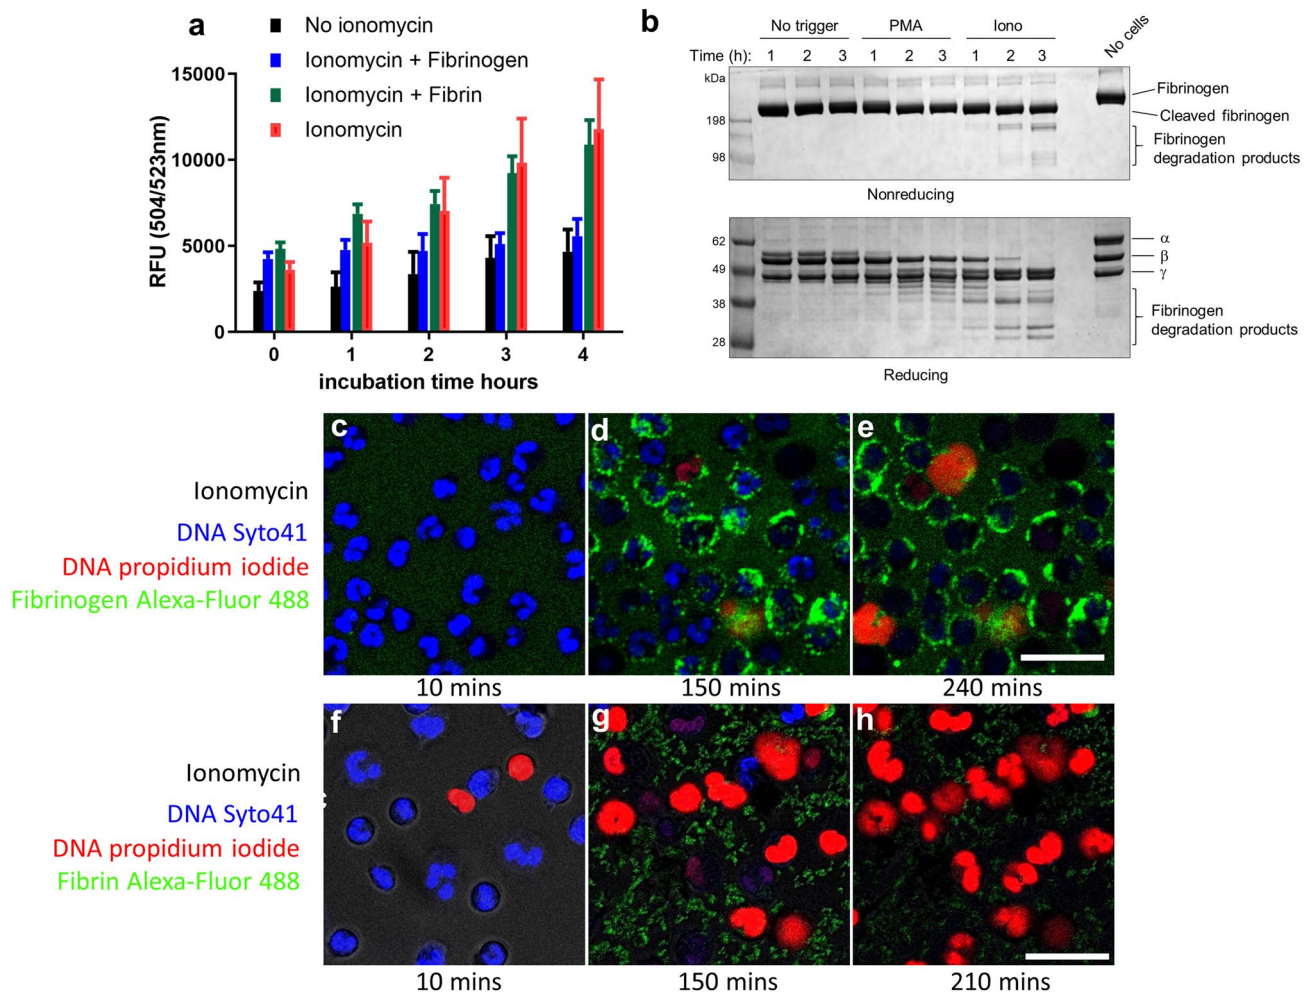 a
No ionomycin
Ionomycin + Fibrinogen
Ionomycin + Fibrin
Ionomycin
RFU (504/523nm)
15000
10000
5000
0
0 1 2 3 4
incubation time hours
b
No trigger PMA Iono No cells
Time (h): 1 2 3 1 2 3 1 2 3
kDa
198
98
Fibrinogen
Cleaved fibrinogen
Fibrinogen
degradation products
Nonreducing
62
49
38
28
α
β
γ
Fibrinogen
degradation products
Reducing
c d e
Ionomycin
DNA Syto41
DNA propidium iodide
Fibrinogen Alexa-Fluor 488
10 mins 150 mins 240 mins
f g h
Ionomycin
DNA Syto41
DNA propidium iodide
Fibrin Alexa-Fluor 488
10 mins 150 mins 210 mins